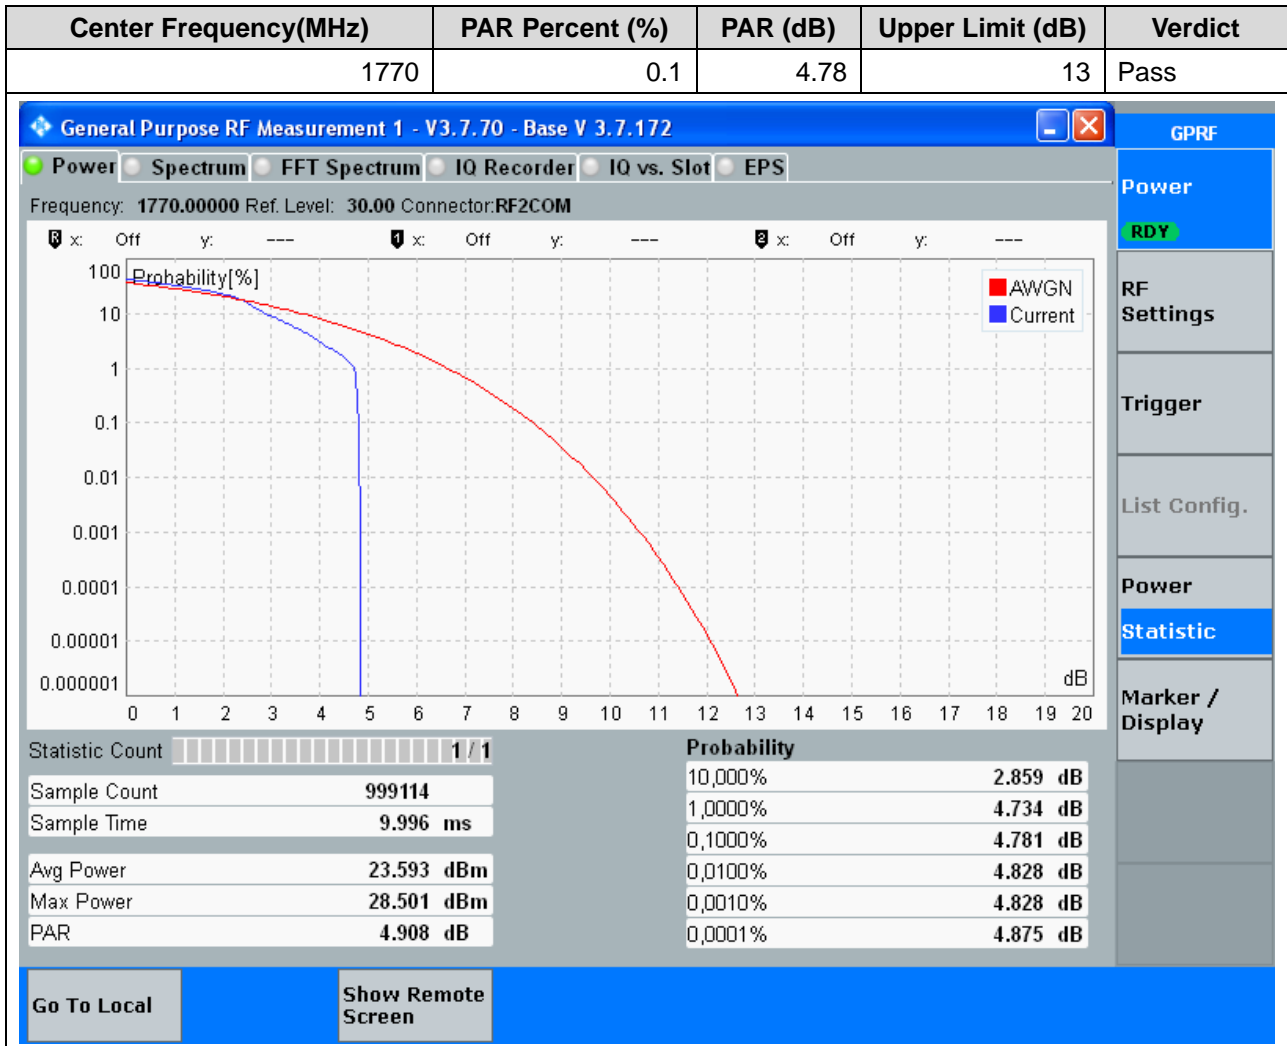 Center Frequency(MHz) PAR Percent (%) PAR (dB) Upper Limit (dB) Verdict
1770 0.1 4.78 13 Pass
General Purpose RF Measurement 1 - V3.7.70 - Base V 3.7.172
GPRF
Power Spectrum FFT Spectrum IQ Recorder IQ vs. Slot EPS
Frequency: 1770.00000 Ref. Level: 30.00 Connector:RF2COM
R x: Off y: --- 1 x: Off y: --- 2 x: Off y: ---
Probability[%]
AWGN
Current
100
10
1
0.1
0.01
0.001
0.0001
0.00001
0.000001
dB
0 1 2 3 4 5 6 7 8 9 10 11 12 13 14 15 16 17 18 19 20
Statistic Count 1 / 1
Sample Count 999114
Sample Time 9.996 ms
Avg Power 23.593 dBm
Max Power 28.501 dBm
PAR 4.908 dB
Probability
10,000% 2.859 dB
1,0000% 4.734 dB
0,1000% 4.781 dB
0,0100% 4.828 dB
0,0010% 4.828 dB
0,0001% 4.875 dB
Power
RDY
RF
Settings
Trigger
List Config.
Power
Statistic
Marker /
Display
Go To Local
Show Remote
Screen